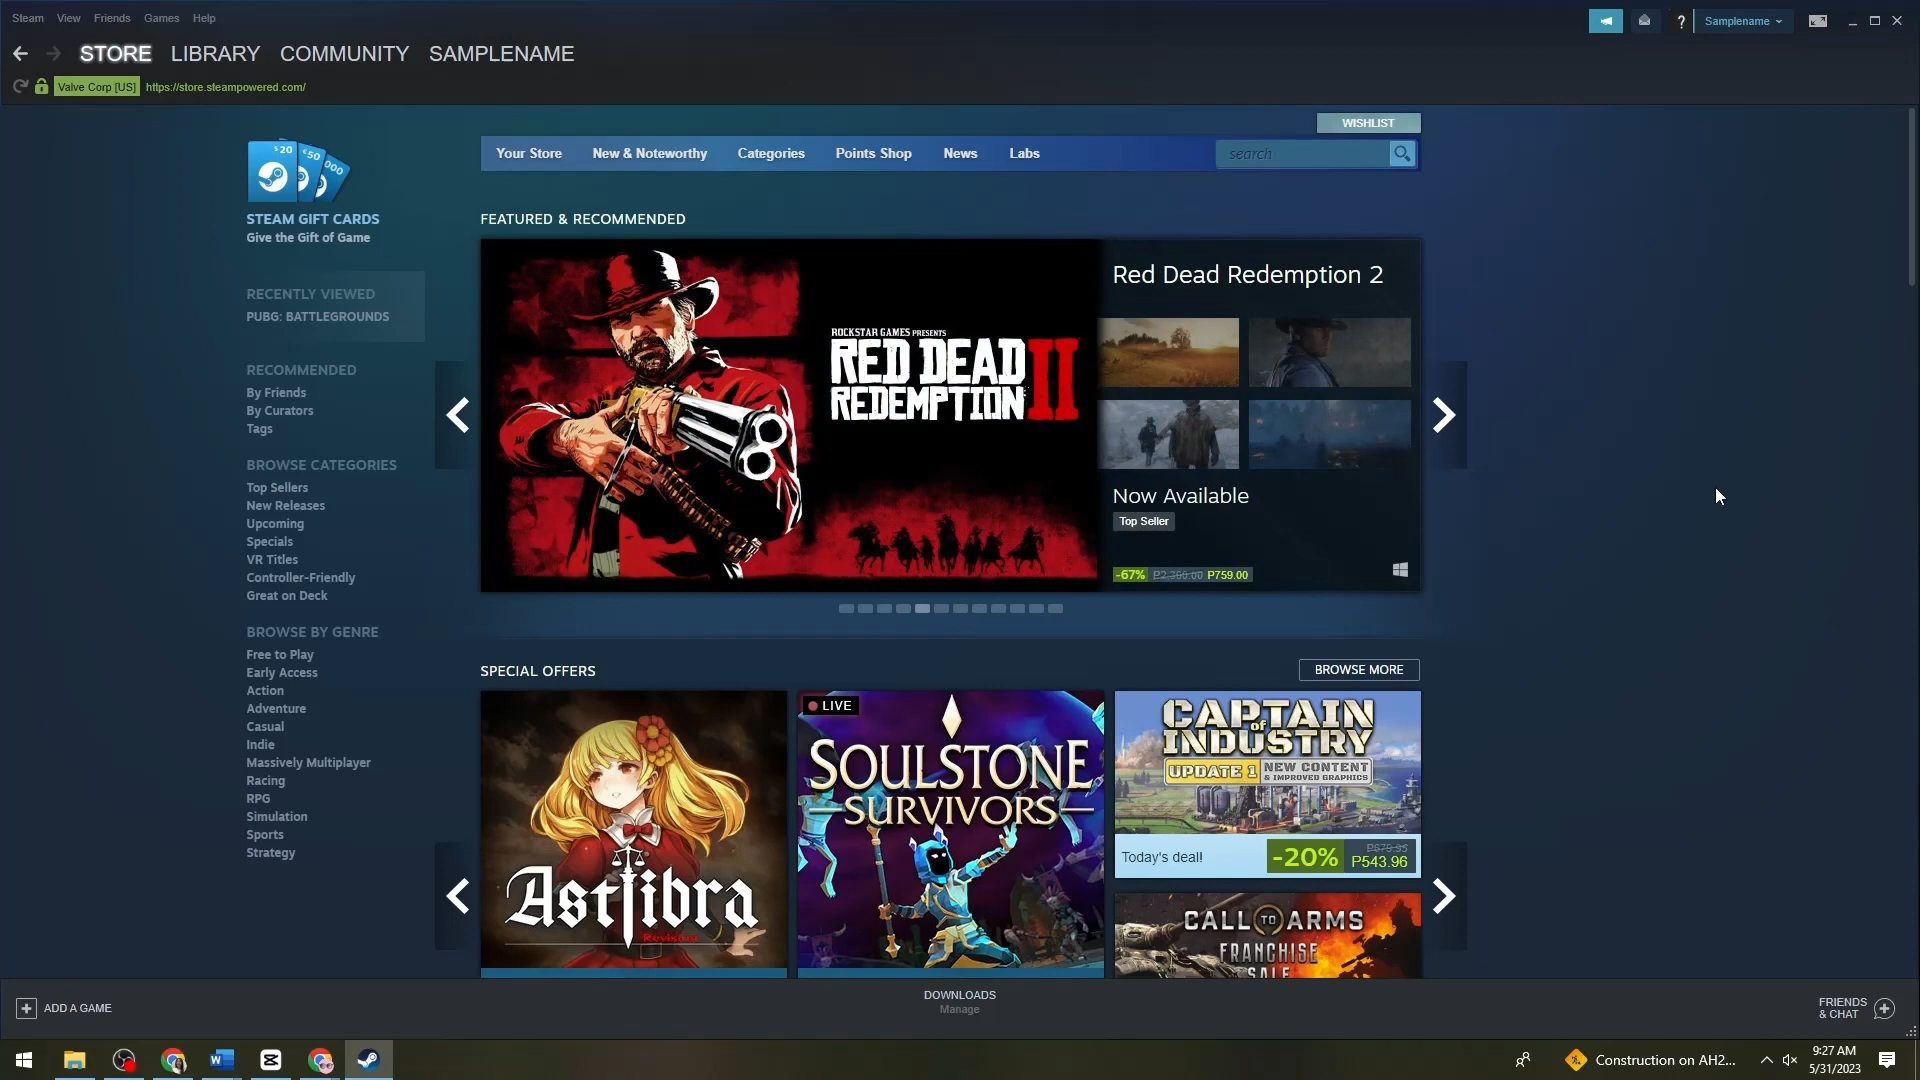 Steam View Friends Games Help
? Samplename
STORE LIBRARY COMMUNITY SAMPLENAME
Valve Corp [US] https://store.steampowered.com/
WISHLIST
Your Store New & Noteworthy Categories Points Shop News Labs search
STEAM GIFT CARDS
Give the Gift of Game
RECENTLY VIEWED
PUBG: BATTLEGROUNDS
RECOMMENDED
By Friends
By Curators
Tags
BROWSE CATEGORIES
Top Sellers
New Releases
Upcoming
Specials
VR Titles
Controller-Friendly
Great on Deck
BROWSE BY GENRE
Free to Play
Early Access
Action
Adventure
Casual
Indie
Massively Multiplayer
Racing
RPG
Simulation
Sports
Strategy
FEATURED & RECOMMENDED
ROCKSTAR GAMES PRESENTS
RED DEAD
REDEMPTION II
Red Dead Redemption 2
Now Available
Top Seller
-67% P759.00
SPECIAL OFFERS
BROWSE MORE
Astlibra
Revision
LIVE
SOULSTONE
SURVIVORS
CAPTAIN
of
INDUSTRY
UPDATE 1 NEW CONTENT
& IMPROVED GRAPHICS
Today's deal! -20% P679.95
P543.96
CALL TO ARMS
FRANCHISE
SALE
ADD A GAME
DOWNLOADS
Manage
FRIENDS
& CHAT
Construction on AH2...
9:27 AM
5/31/2023